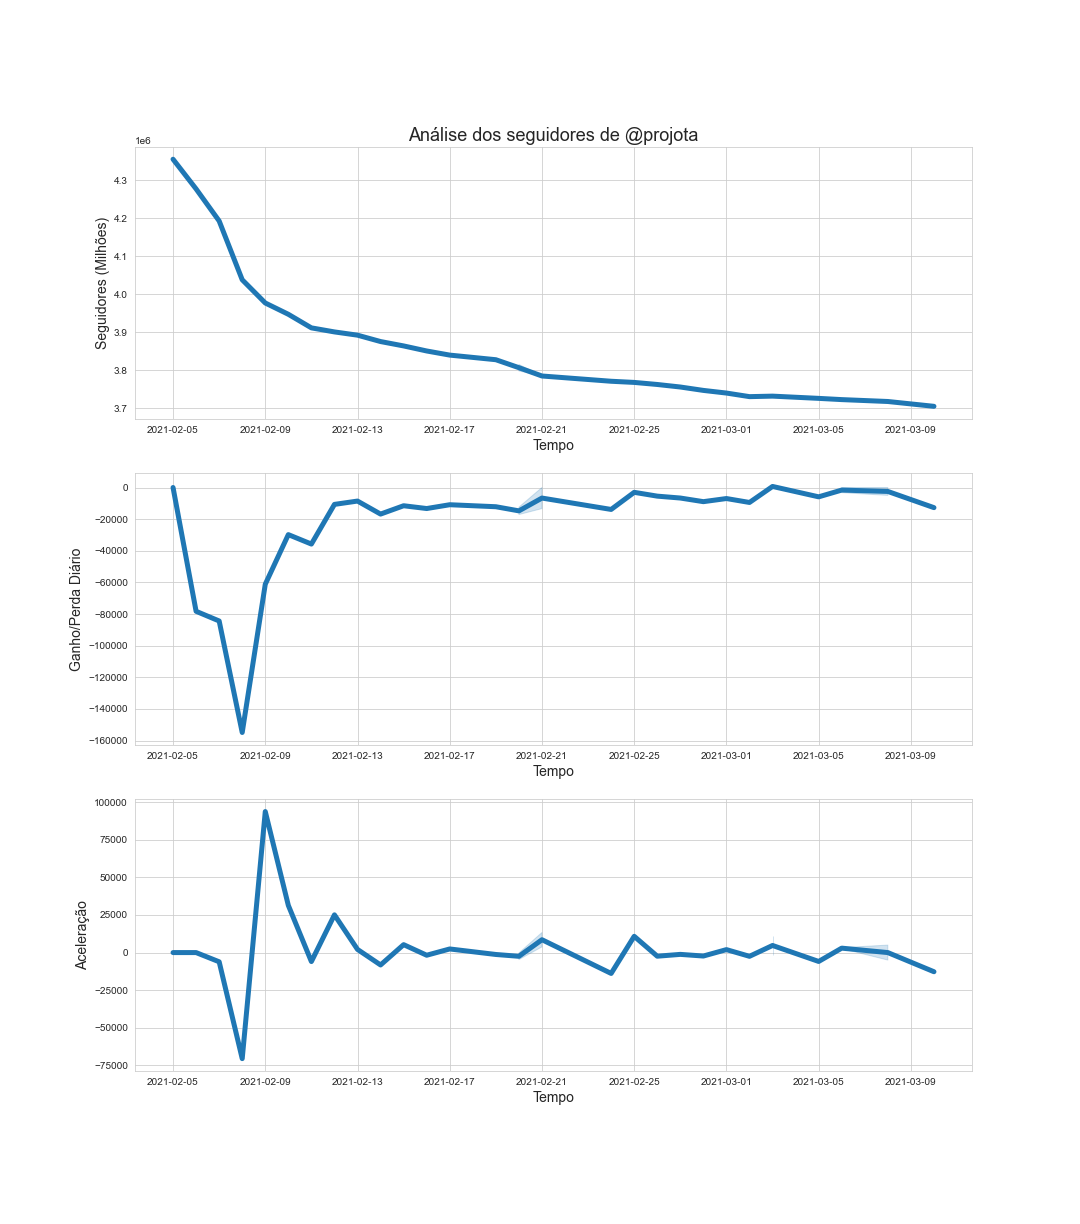 Análise dos seguidores de @projota
1e6
Seguidores (Milhões)
4.3
4.2
4.1
4.0
3.9
3.8
3.7
2021-02-05 2021-02-09 2021-02-13 2021-02-17 2021-02-21 2021-02-25 2021-03-01 2021-03-05 2021-03-09
Tempo
Ganho/Perda Diário
0
−20000
−40000
−60000
−80000
−100000
−120000
−140000
−160000
2021-02-05 2021-02-09 2021-02-13 2021-02-17 2021-02-21 2021-02-25 2021-03-01 2021-03-05 2021-03-09
Tempo
Aceleração
100000
75000
50000
25000
0
−25000
−50000
−75000
2021-02-05 2021-02-09 2021-02-13 2021-02-17 2021-02-21 2021-02-25 2021-03-01 2021-03-05 2021-03-09
Tempo